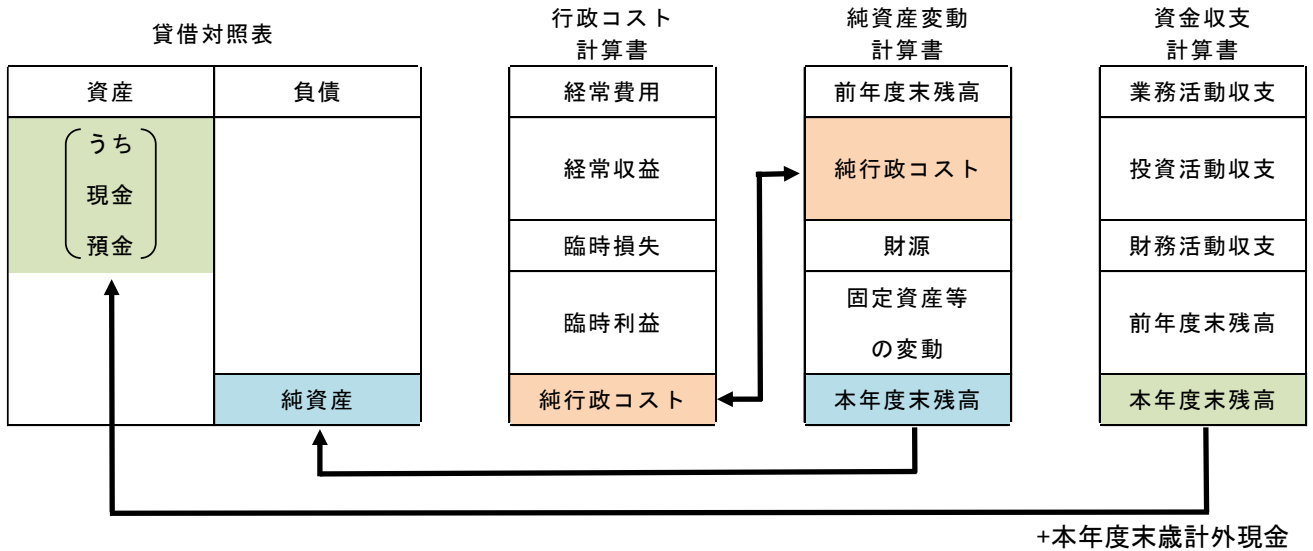 貸借対照表
資産
負債
うち
現金
預金
純資産
行政コスト
計算書
経常費用
経常収益
臨時損失
臨時利益
純行政コスト
純資産変動
計算書
前年度末残高
純行政コスト
財源
固定資産等
の変動
本年度末残高
資金収支
計算書
業務活動収支
投資活動収支
財務活動収支
前年度末残高
本年度末残高
+本年度末歳計外現金